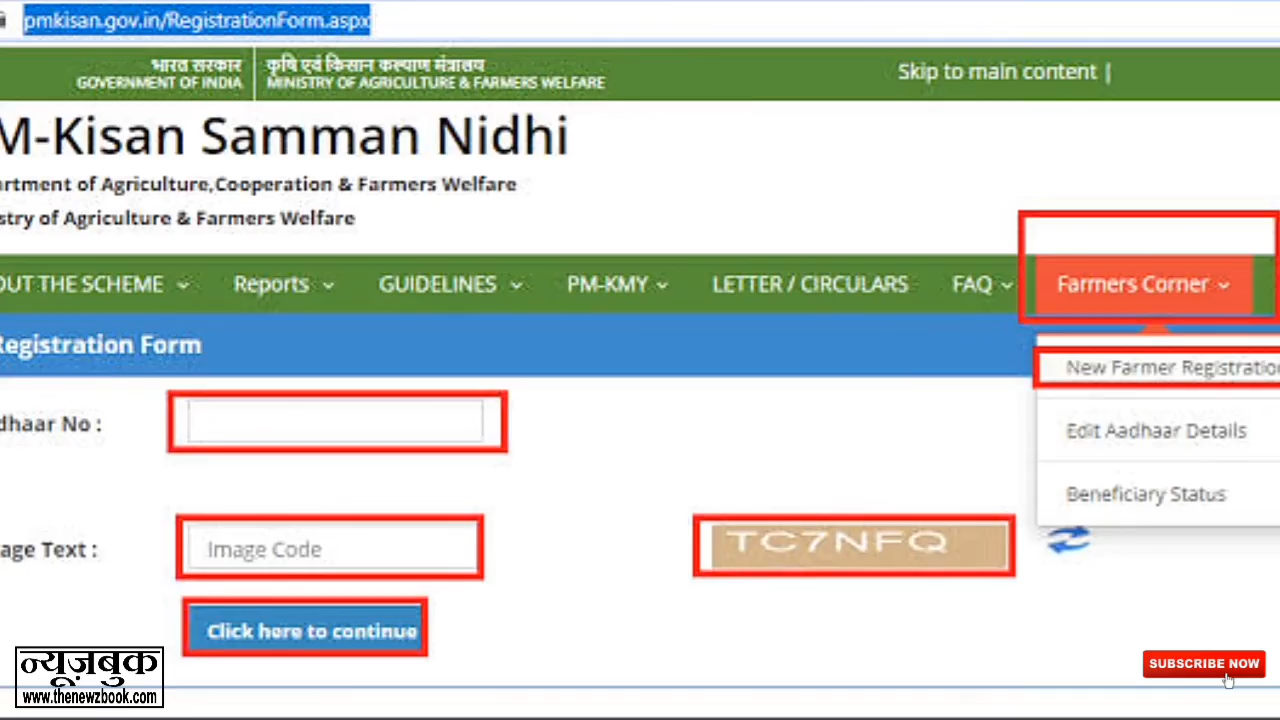 pmkisan.gov.in/RegistrationForm.aspx
भारत सरकार
GOVERNMENT OF INDIA
कृषि एवं किसान कल्याण मंत्रालय
MINISTRY OF AGRICULTURE & FARMERS WELFARE
Skip to main content |
M-Kisan Samman Nidhi
artment of Agriculture,Cooperation & Farmers Welfare
stry of Agriculture & Farmers Welfare
OUT THE SCHEME Reports GUIDELINES PM-KMY LETTER / CIRCULARS FAQ Farmers Corner
Registration Form
New Farmer Registratio
dhaar No :
Edit Aadhaar Details
Beneficiary Status
age Text :
Image Code
TC7NFQ
Click here to continue
न्यूज़बुक
www.thenewzbook.com
SUBSCRIBE NOW